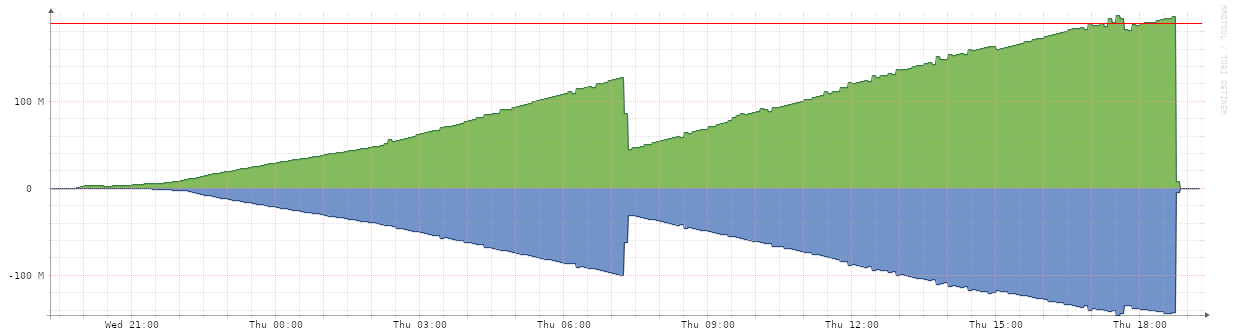 RRDTOOL / TOBI OETIKER
100 M
0
-100 M
Wed 21:00 Thu 00:00 Thu 03:00 Thu 06:00 Thu 09:00 Thu 12:00 Thu 15:00 Thu 18:00